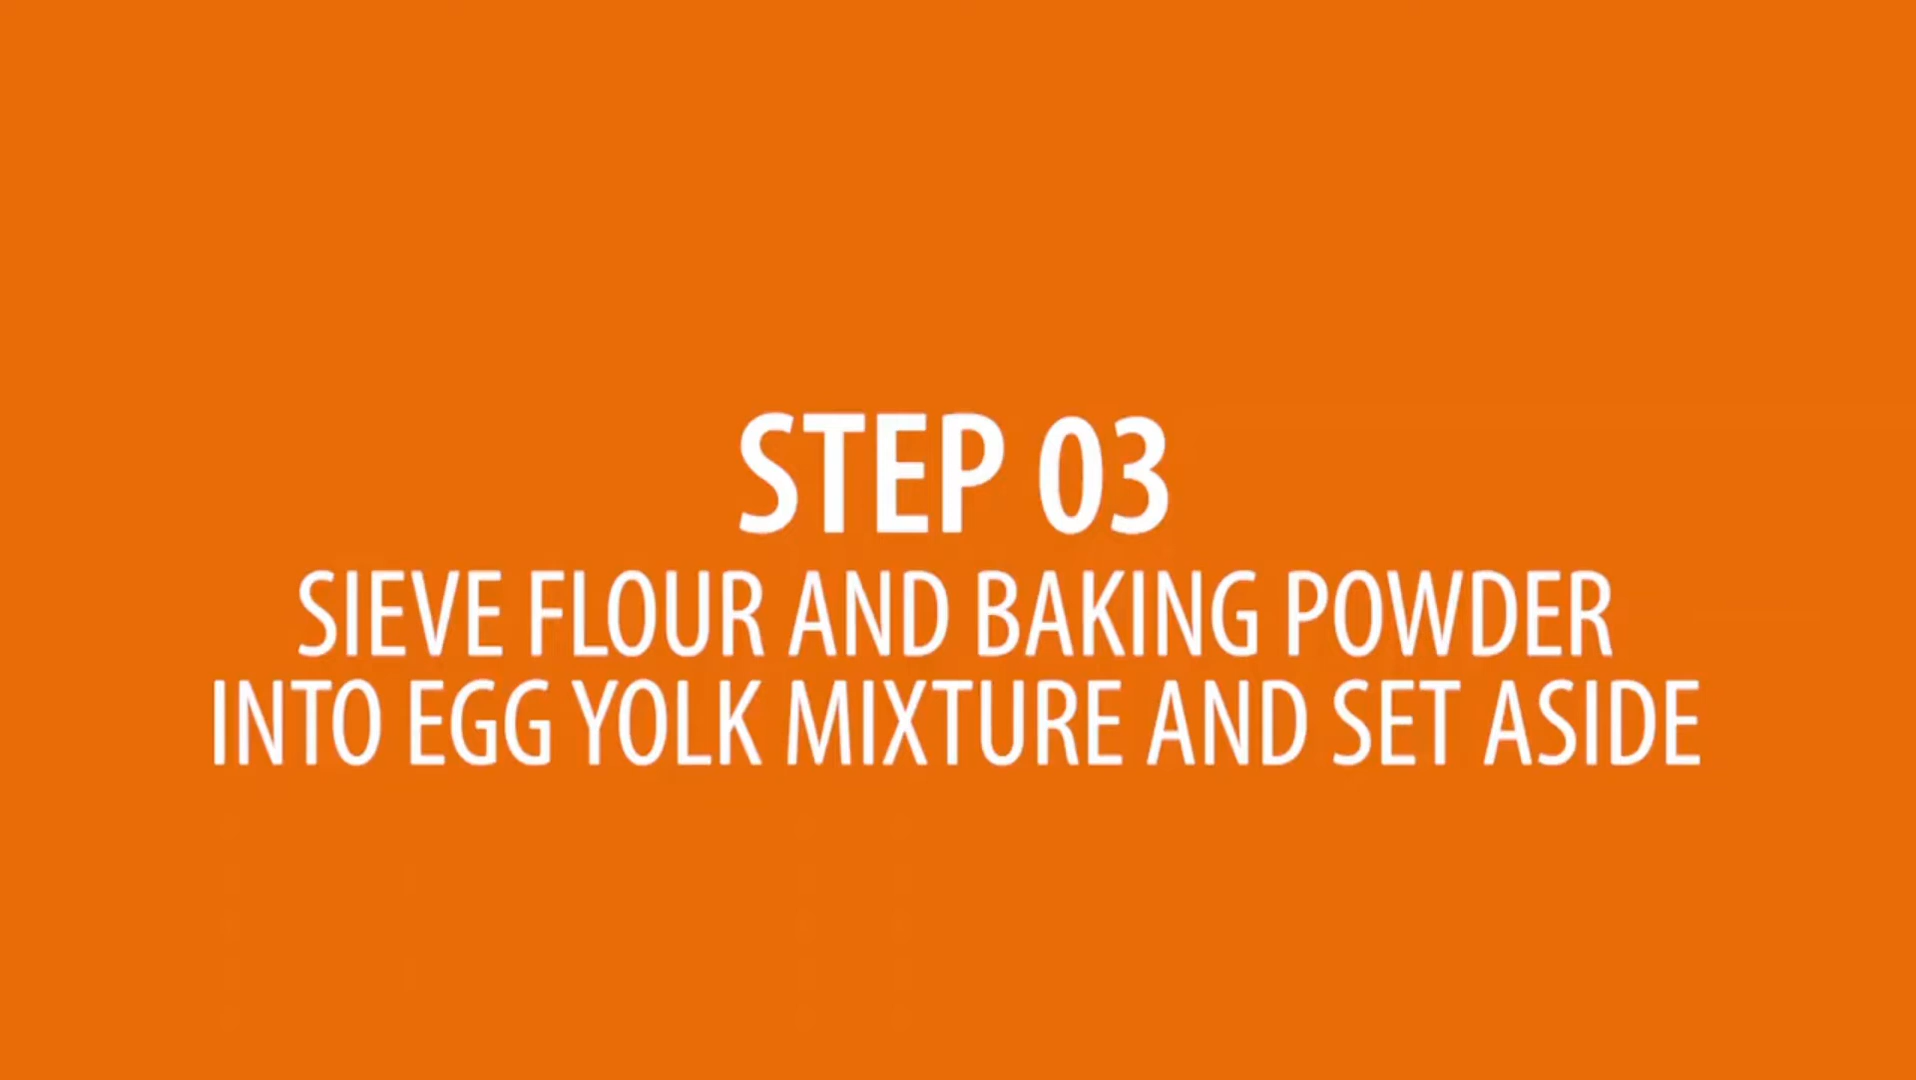 STEP 03
SIEVE FLOUR AND BAKING POWDER
INTO EGG YOLK MIXTURE AND SET ASIDE